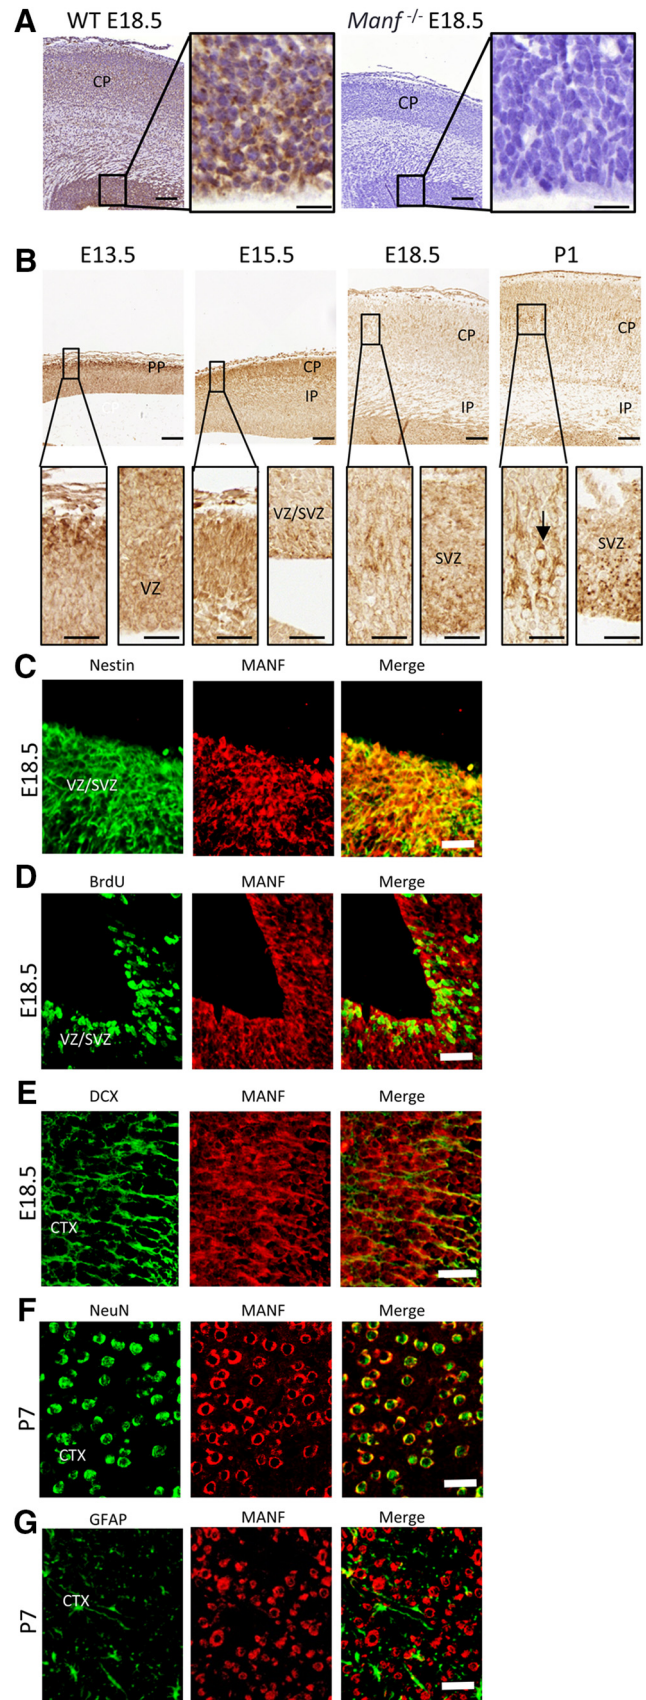 A
WT E18.5
Manf -/- E18.5
CP
CP
B
E13.5
E15.5
E18.5
P1
PP
CP
IP
CP
IP
CP
IP
VZ
VZ/SVZ
SVZ
SVZ
C
Nestin
MANF
Merge
E18.5
VZ/SVZ
D
BrdU
MANF
Merge
E18.5
VZ/SVZ
E
DCX
MANF
Merge
E18.5
CTX
F
NeuN
MANF
Merge
P7
CTX
G
GFAP
MANF
Merge
P7
CTX